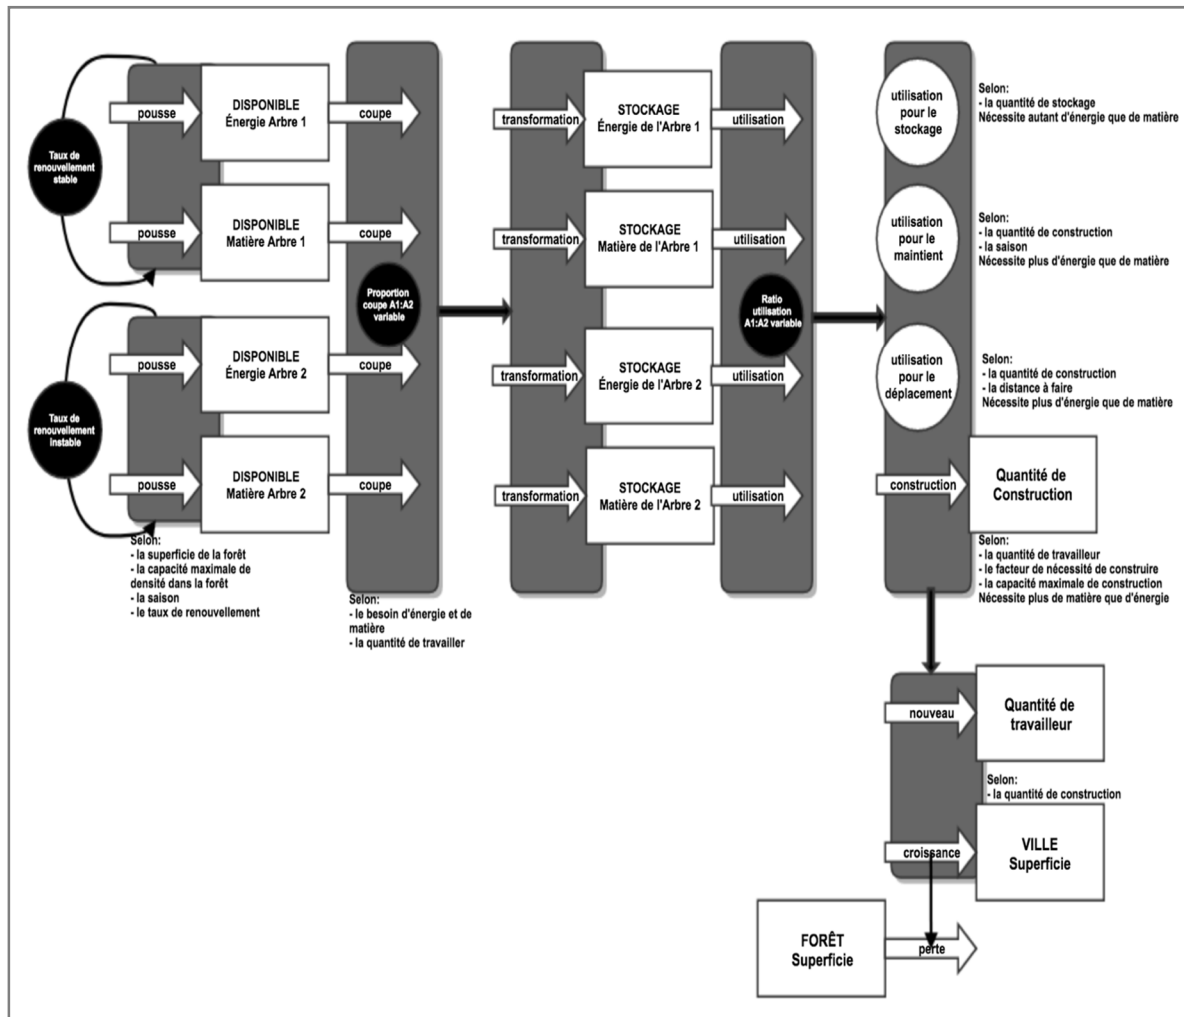 Taux de
renouvellement
stable
pousse
DISPONIBLE
Énergie Arbre 1
coupe
pousse
DISPONIBLE
Matière Arbre 1
coupe
Taux de
renouvellement
instable
pousse
DISPONIBLE
Énergie Arbre 2
coupe
pousse
DISPONIBLE
Matière Arbre 2
coupe
Selon:
- la superficie de la forêt
- la capacité maximale de
densité dans la forêt
- la saison
- le taux de renouvellement
Proportion
coupe A1:A2
variable
Selon:
- le besoin d'énergie et de
matière
- la quantité de travailler
transformation
STOCKAGE
Énergie de l'Arbre 1
utilisation
transformation
STOCKAGE
Matière de l'Arbre 1
utilisation
transformation
STOCKAGE
Énergie de l'Arbre 2
utilisation
transformation
STOCKAGE
Matière de l'Arbre 2
utilisation
Ratio
utilisation
A1:A2 variable
utilisation
pour le
stockage
Selon:
- la quantité de stockage
Nécessite autant d'énergie que de matière
utilisation
pour le
maintient
Selon:
- la quantité de construction
- la saison
Nécessite plus d'énergie que de matière
utilisation
pour le
déplacement
Selon:
- la quantité de construction
- la distance à faire
Nécessite plus d'énergie que de matière
construction
Quantité de
Construction
Selon:
- la quantité de travailleur
- le facteur de nécessité de construire
- la capacité maximale de construction
Nécessite plus de matière que d'énergie
nouveau
Quantité de
travailleur
Selon:
- la quantité de construction
croissance
VILLE
Superficie
FORÊT
Superficie
perte